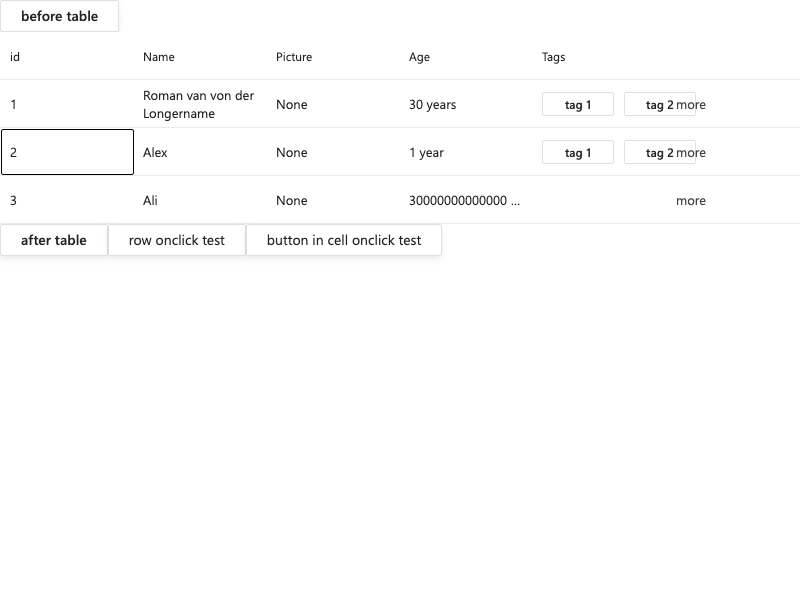 before table
id Name Picture Age Tags
1 Roman van von der Longername None 30 years tag 1 tag 2 more
2 Alex None 1 year tag 1 tag 2 more
3 Ali None 30000000000000 ... more
after table row onclick test button in cell onclick test